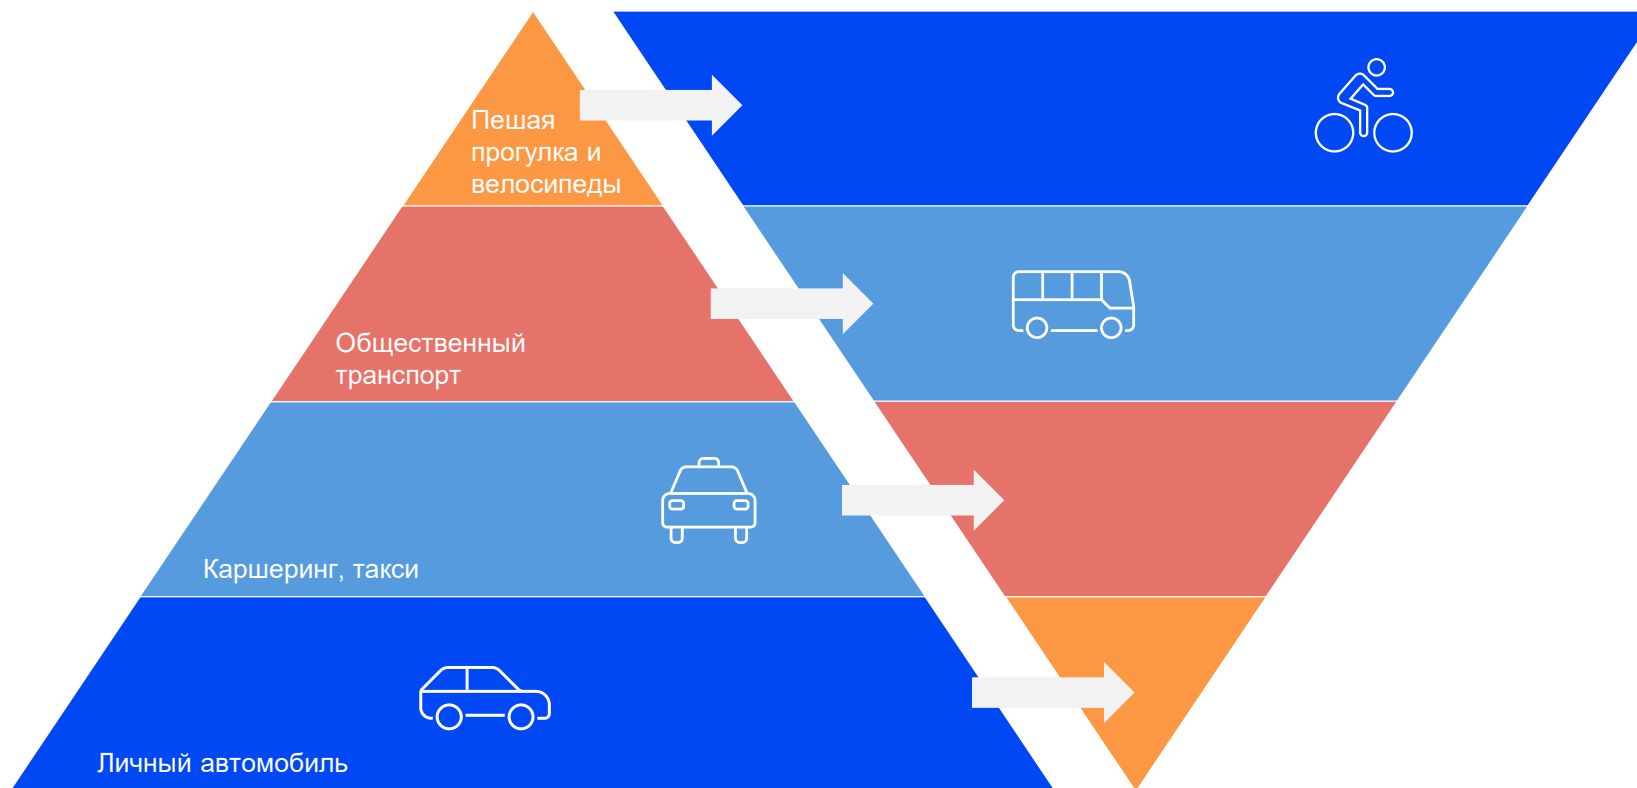 Пешая
прогулка и
велосипеды
Общественный
транспорт
Каршеринг, такси
Личный автомобиль